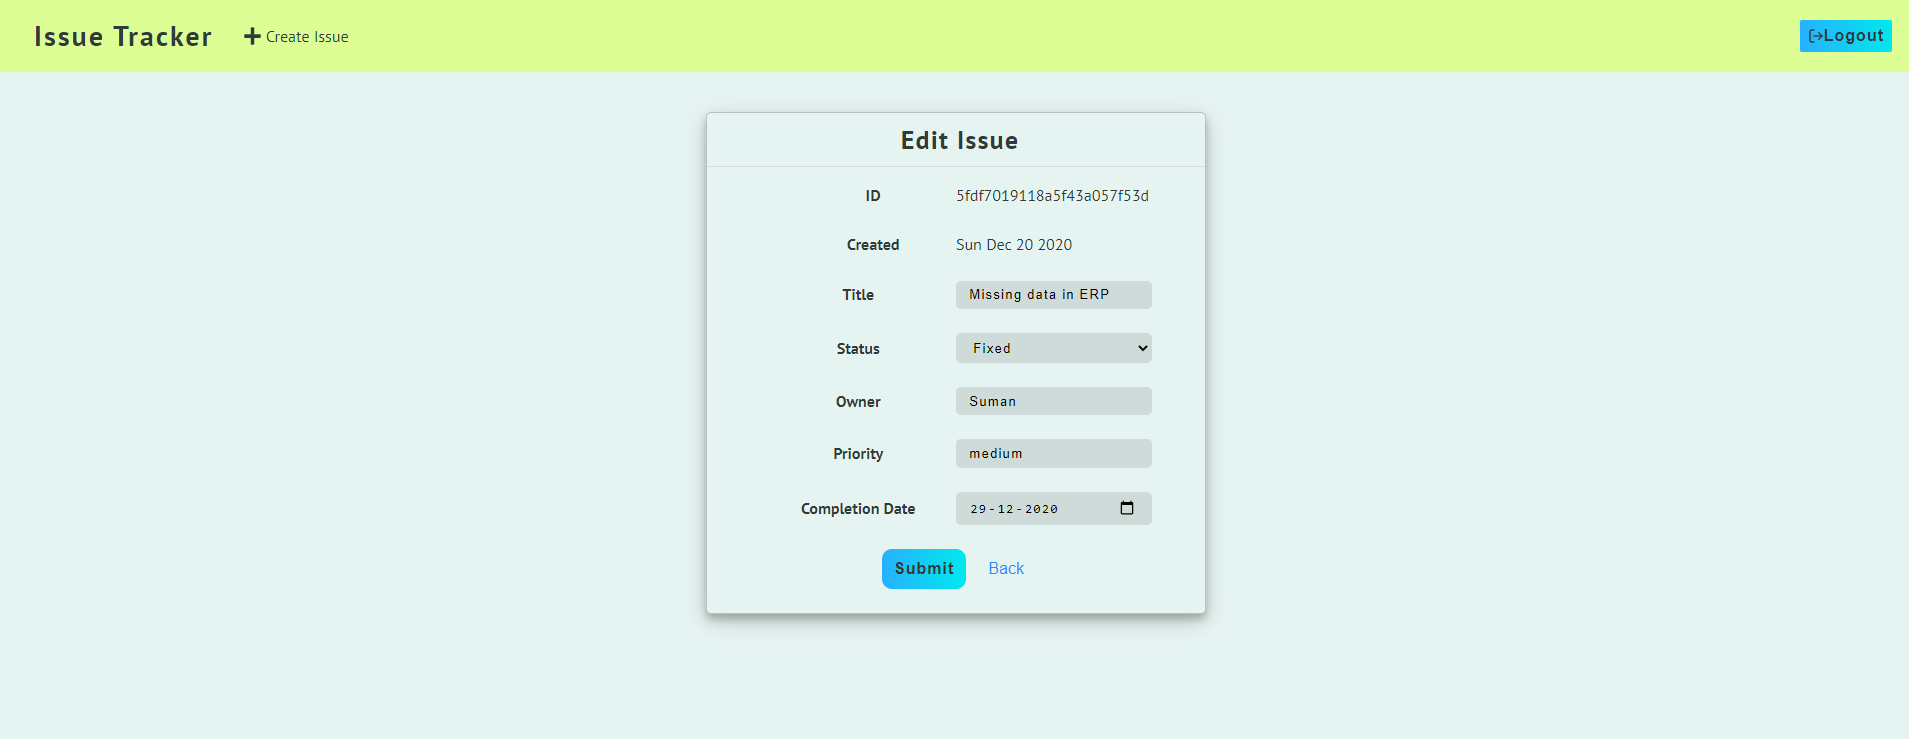 Issue Tracker Create Issue Logout
Edit Issue
ID 5fdf7019118a5f43a057f53d
Created Sun Dec 20 2020
Title Missing data in ERP
Status Fixed
Owner Suman
Priority medium
Completion Date 29-12-2020
Submit Back